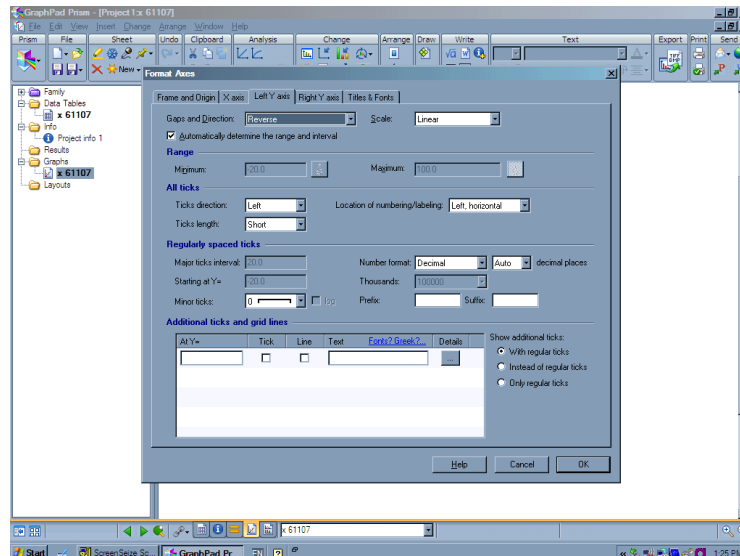 GraphPad Prism - [Project1:x 61107]
File Edit View Insert Change Arrange Window Help
Prism File Sheet Undo Clipboard Analysis Change Arrange Draw Write Text Export Print Send
New
Format Axes
Family
Data Tables
x 61107
Info
Project info 1
Results
Graphs
x 61107
Layouts
Frame and Origin X axis Left Y axis Right Y axis Titles & Fonts
Gaps and Direction: Reverse Scale: Linear
Automatically determine the range and interval
Range
Minimum: -20.0 Maximum: 100.0
All ticks
Ticks direction: Left Location of numbering/labeling: Left, horizontal
Ticks length: Short
Regularly spaced ticks
Major ticks interval: 20.0 Number format: Decimal Auto decimal places
Starting at Y= -20.0 Thousands: 100000
Minor ticks: 0 log Prefix: Suffix:
Additional ticks and grid lines
At Y= Tick Line Text Fonts? Greek?... Details
...
Show additional ticks:
With regular ticks
Instead of regular ticks
Only regular ticks
Help Cancel OK
x 61107
Start ScreenSeize Sc... GraphPad Pr... EN 1:25 PM